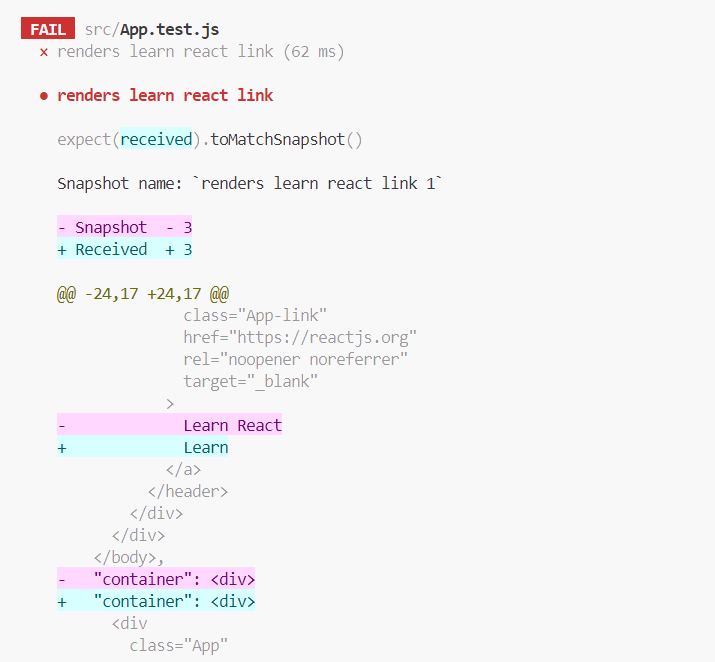 FAIL src/App.test.js
× renders learn react link (62 ms)
● renders learn react link
expect(received).toMatchSnapshot()
Snapshot name: `renders learn react link 1`
- Snapshot  - 3
+ Received  + 3
@@ -24,17 +24,17 @@
class="App-link"
href="https://reactjs.org"
rel="noopener noreferrer"
target="_blank"
>
-             Learn React
+             Learn
</a>
</header>
</div>
</div>
</body>,
-   "container": <div>
+   "container": <div>
<div
class="App"